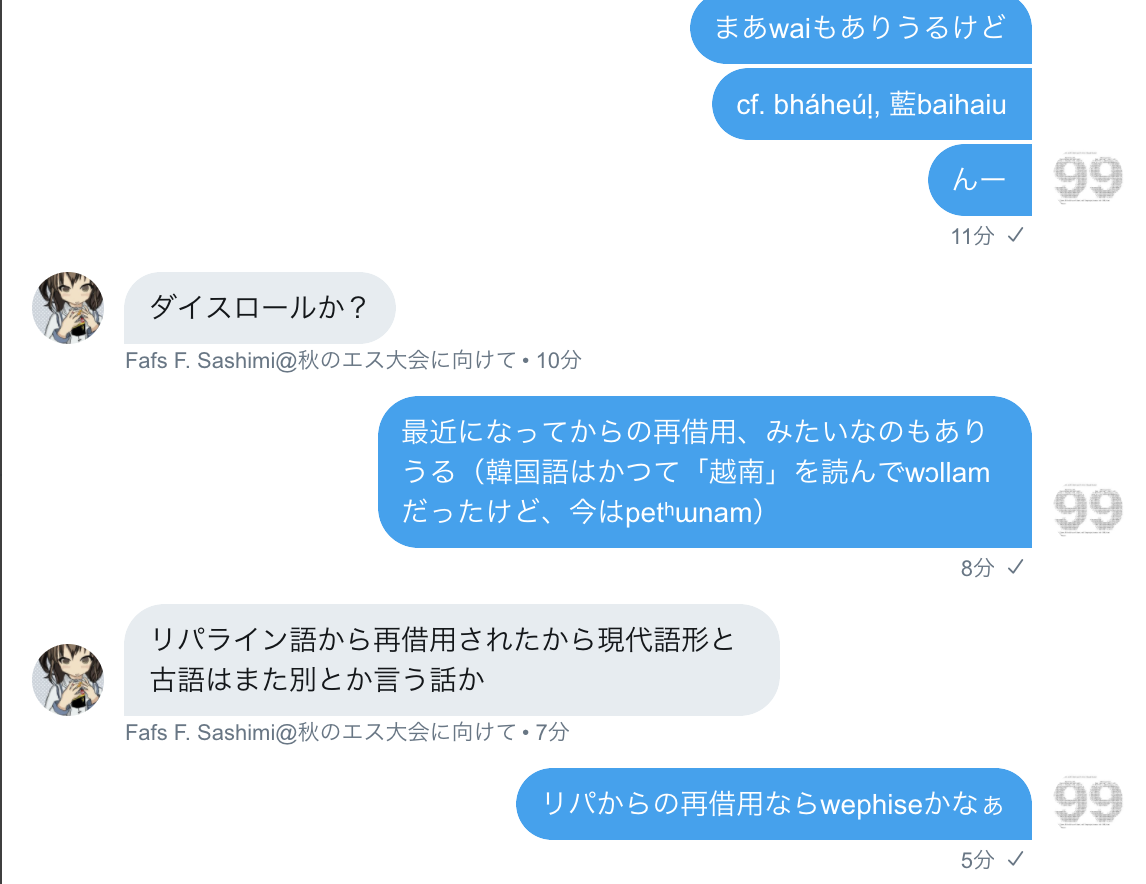 まあwaiもありうるけど
cf. bháheúḷ, 藍baihaiu
んー
99
11分 ✓
ダイスロールか？
Fafs F. Sashimi@秋のエス大会に向けて • 10分
最近になってからの再借用、みたいなのもあり
うる（韓国語はかつて「越南」を読んでwɔllam
だったけど、今はpetʰɯnam）
99
8分 ✓
リパライン語から再借用されたから現代語形と
古語はまた別とか言う話か
Fafs F. Sashimi@秋のエス大会に向けて • 7分
リパからの再借用ならwephiseかなぁ
99
5分 ✓